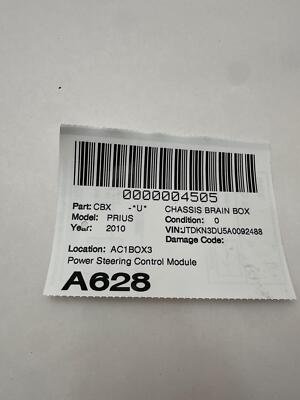 0000004505
Part: CBX -*U* CHASSIS BRAIN BOX
Model: PRIUS Condition: 0
Year: 2010 VIN:JTDKN3DU5A0092488
Damage Code:
Location: AC1BOX3
Power Steering Control Module
A628